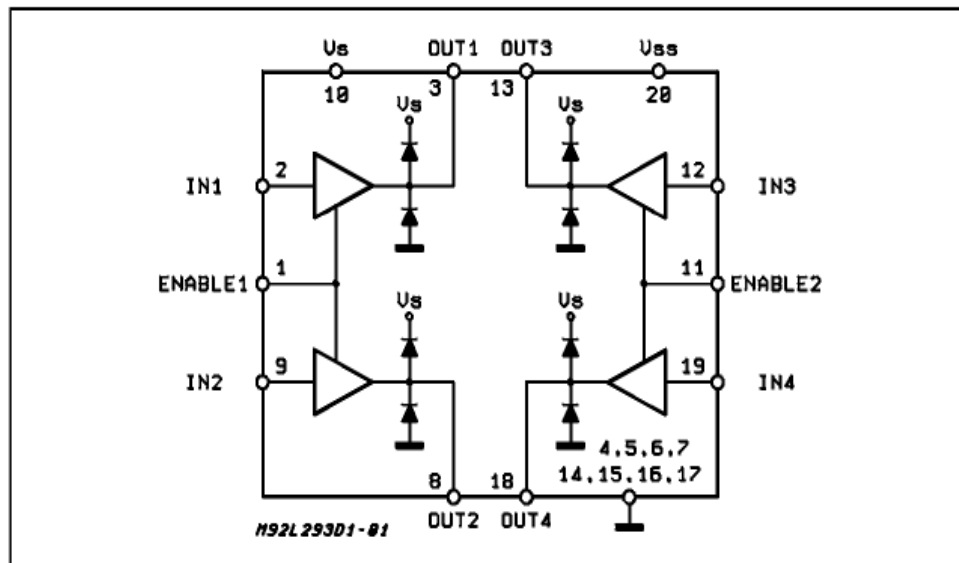 Vs OUT1 OUT3 Vss
10 3 13 20
Vs Vs
IN1 2 12 IN3
ENABLE1 1 11 ENABLE2
Vs Vs
IN2 9 19 IN4
4,5,6,7
8 18 14,15,16,17
OUT2 OUT4
M92L293D1-01